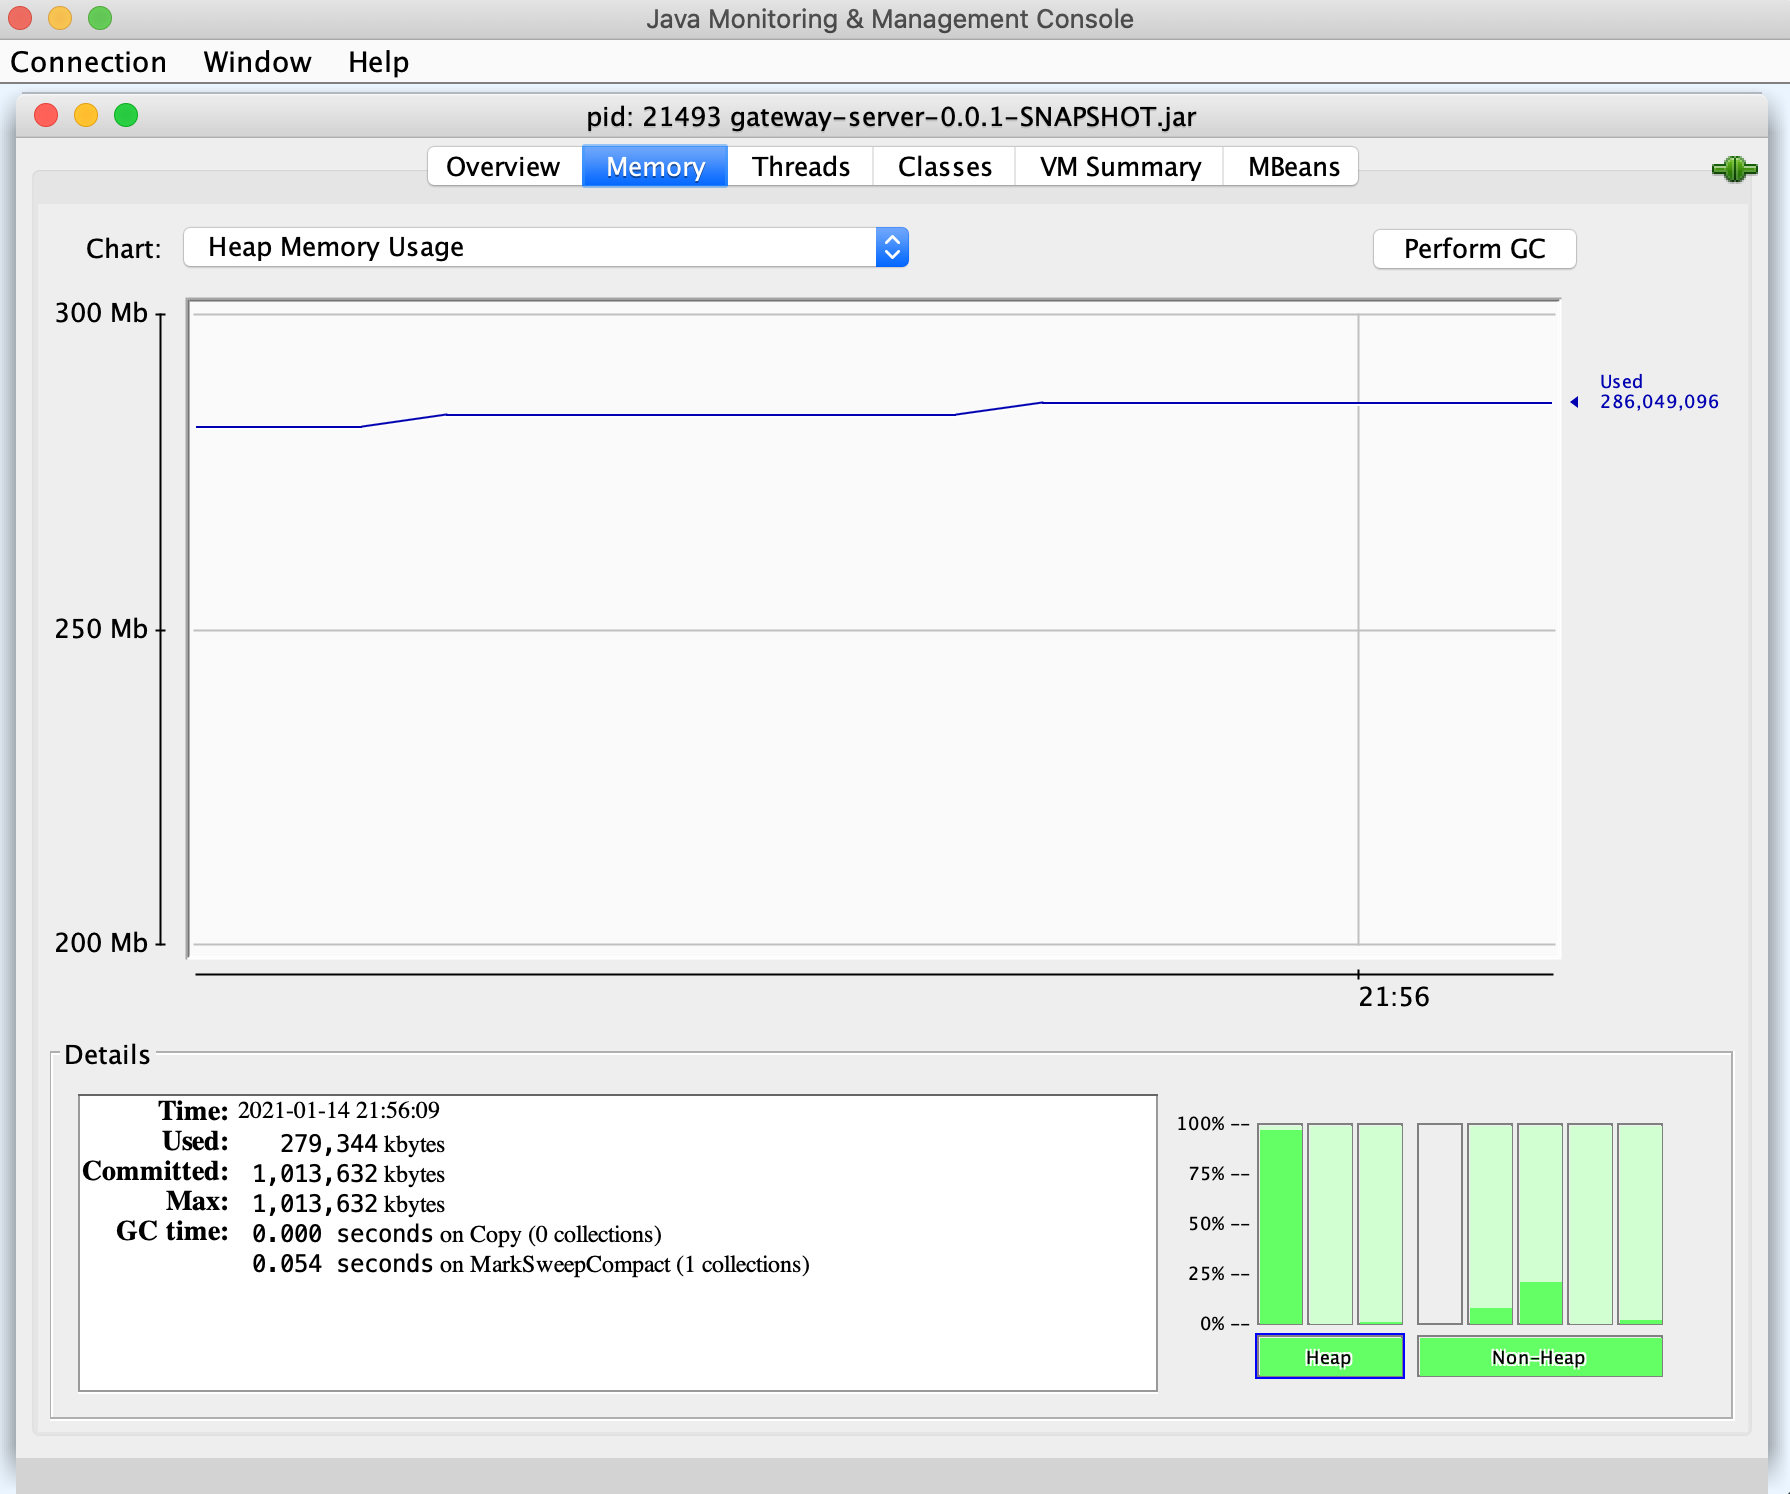 Java Monitoring & Management Console
Connection Window Help
pid: 21493 gateway-server-0.0.1-SNAPSHOT.jar
Overview Memory Threads Classes VM Summary MBeans
Chart: Heap Memory Usage Perform GC
300 Mb
Used
286,049,096
250 Mb
200 Mb
21:56
Details
Time: 2021-01-14 21:56:09
Used: 279,344 kbytes
Committed: 1,013,632 kbytes
Max: 1,013,632 kbytes
GC time: 0.000 seconds on Copy (0 collections)
0.054 seconds on MarkSweepCompact (1 collections)
100% --
75% --
50% --
25% --
0% --
Heap Non-Heap